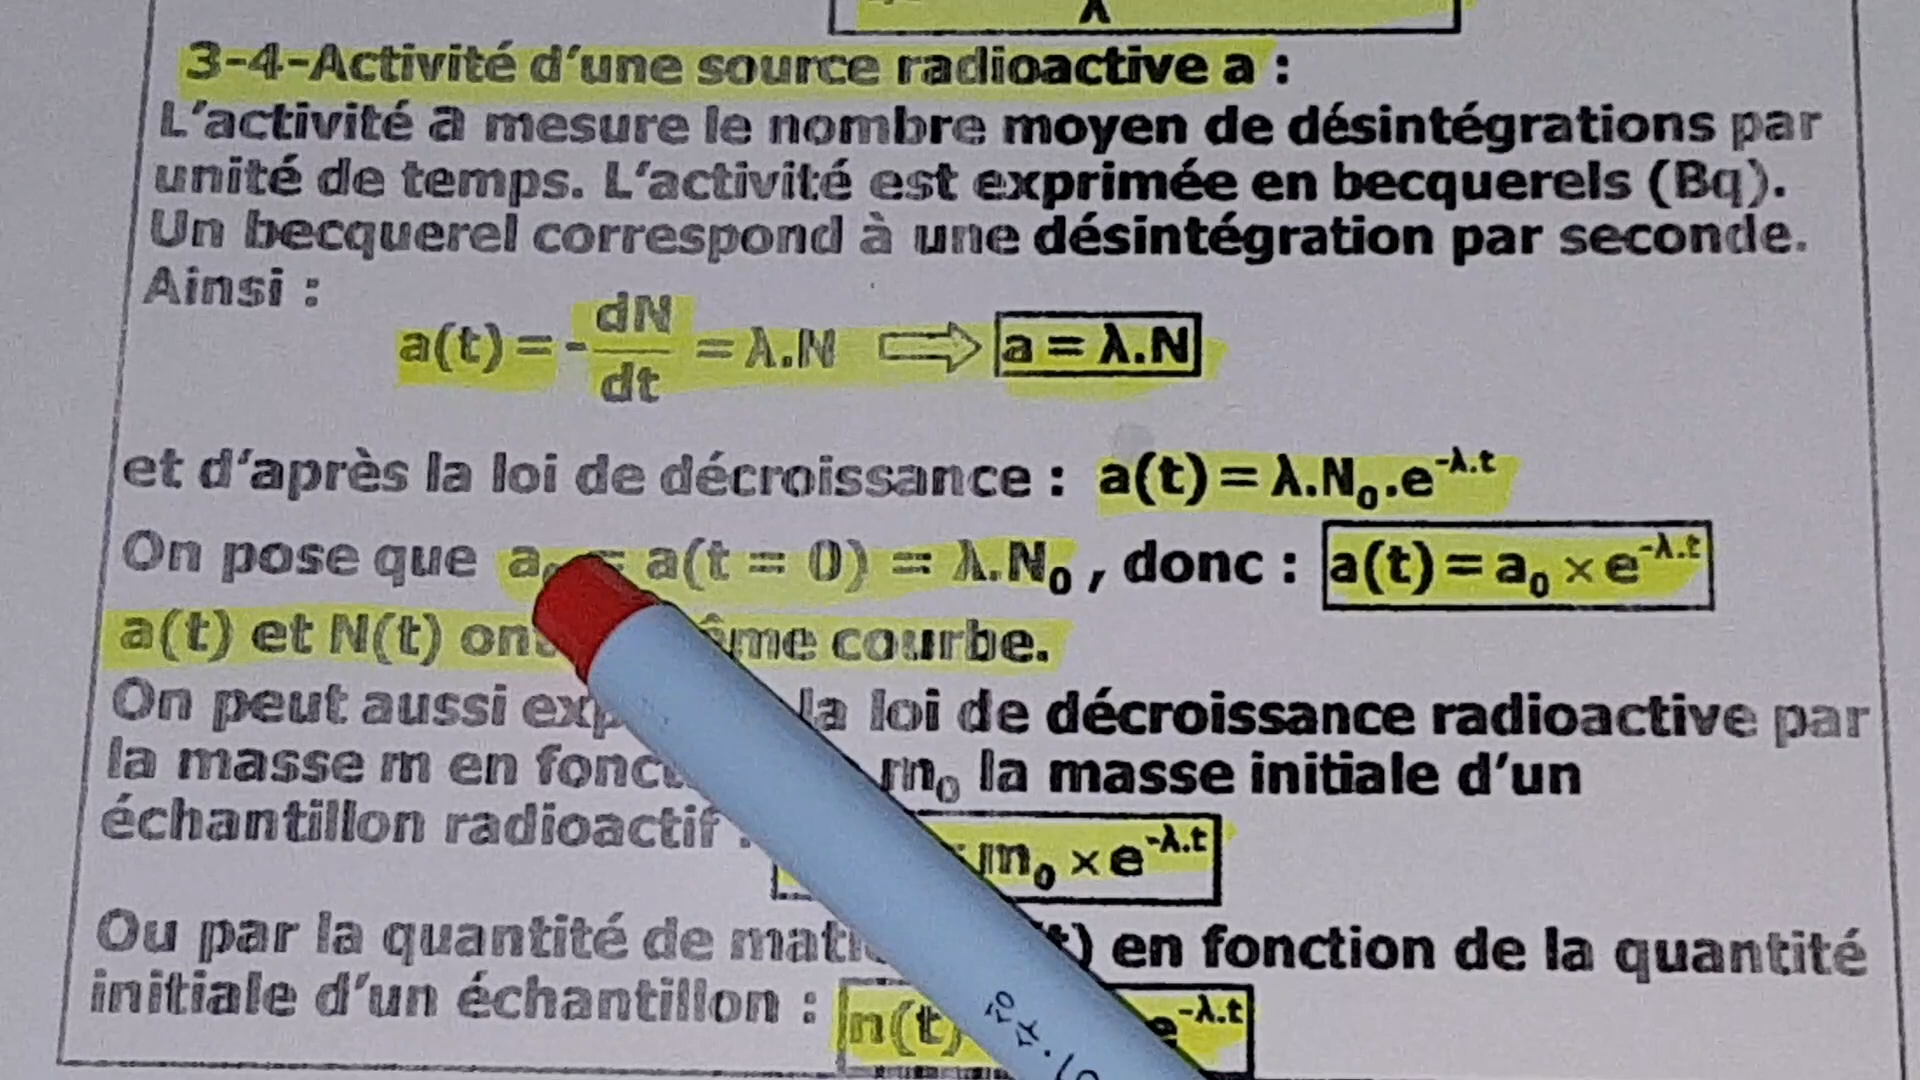 λ
3-4-Activité d'une source radioactive a :
L'activité a mesure le nombre moyen de désintégrations par
unité de temps. L'activité est exprimée en becquerels (Bq).
Un becquerel correspond à une désintégration par seconde.
Ainsi :
a(t) = - dN/dt = λ.N ⇒ a = λ.N
et d'après la loi de décroissance : a(t) = λ.N₀.e^-λ.t
On pose que a₀ = a(t = 0) = λ.N₀ , donc : a(t) = a₀ × e^-λ.t
a(t) et N(t) ont courbe.
On peut aussi la loi de décroissance radioactive par
la masse m en m₀ la masse initiale d'un
échantillon radioactif :
m₀ × e^-λ.t
Ou par la quantité de en fonction de la quantité
initiale d'un échantillon : n(t) e^-λ.t